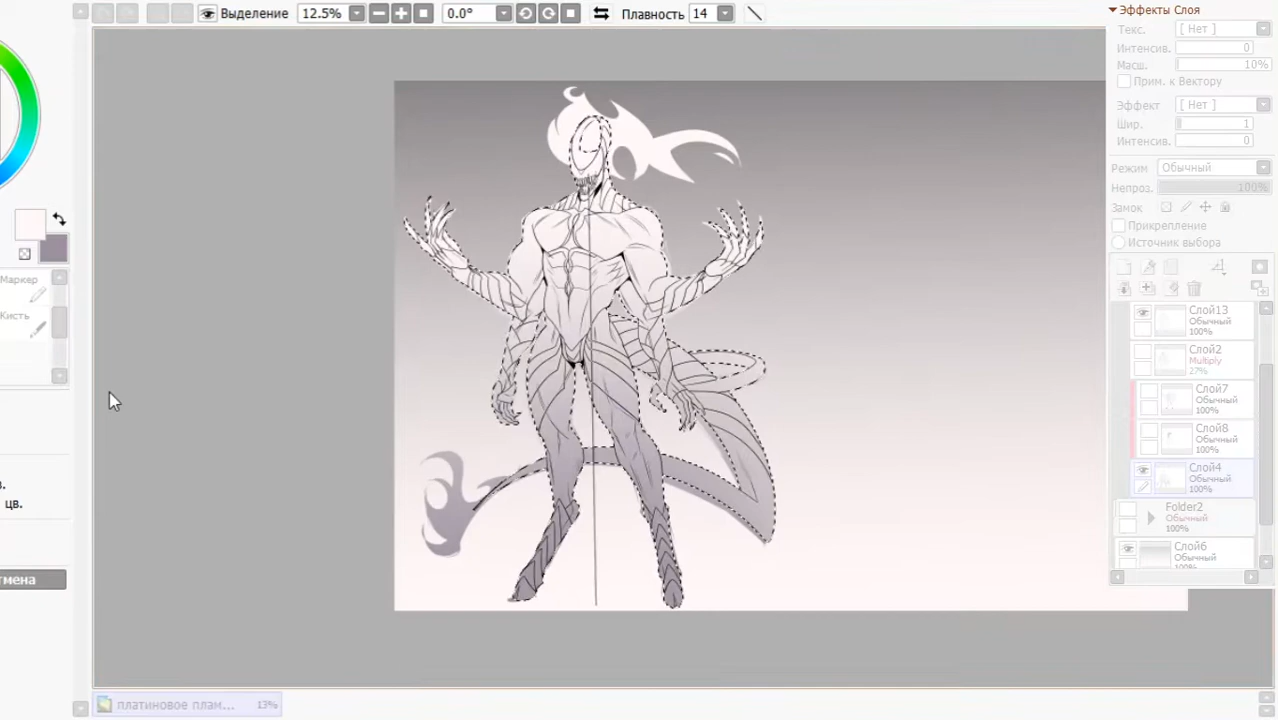 Выделение 12.5% 0.0° Плавность 14
Эффекты Слоя
Текс. [ Нет ]
Интенсив. 0
Масш. 10%
Прим. к Вектору
Эффект [ Нет ]
Шир. 1
Интенсив. 0
Режим Обычный
Непроз. 100%
Замок
Прикрепление
Источник выбора
Слой13
Обычный
100%
Слой2
Multiply
27%
Слой7
Обычный
100%
Слой8
Обычный
100%
Слой4
Обычный
100%
Folder2
Обычный
100%
Слой6
Обычный
100%
Маркер
Кисть
в.
цв.
тмена
платиновое плам... 13%